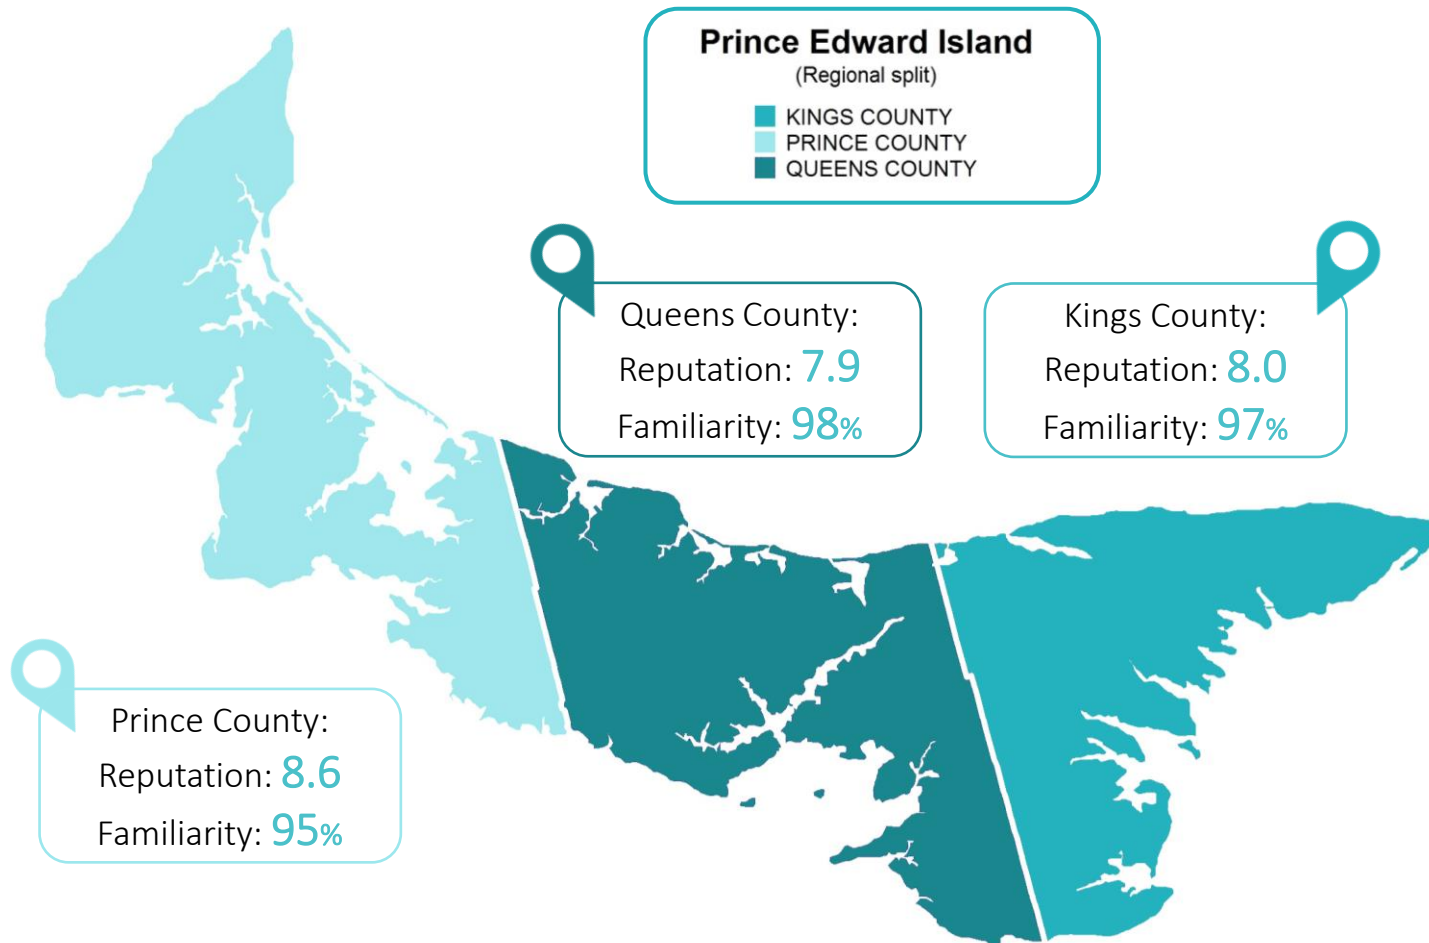 Prince Edward Island
(Regional split)
KINGS COUNTY
PRINCE COUNTY
QUEENS COUNTY
Queens County:
Reputation: 7.9
Familiarity: 98%
Kings County:
Reputation: 8.0
Familiarity: 97%
Prince County:
Reputation: 8.6
Familiarity: 95%